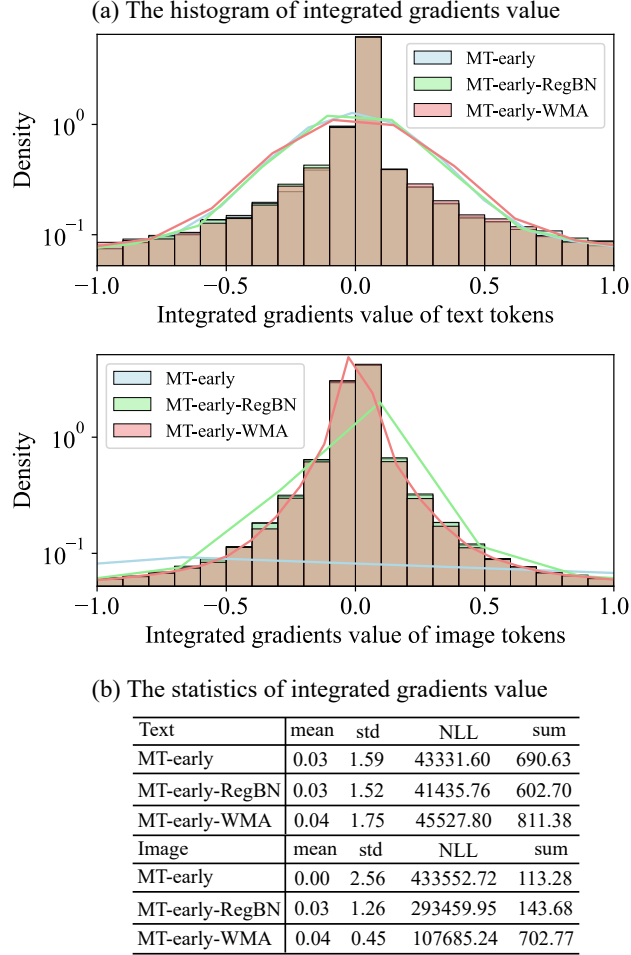 (a) The histogram of integrated gradients value
MT-early
MT-early-RegBN
MT-early-WMA
Density
10⁰
10⁻¹
−1.0 −0.5 0.0 0.5 1.0
Integrated gradients value of text tokens
MT-early
MT-early-RegBN
MT-early-WMA
Density
10⁰
10⁻¹
−1.0 −0.5 0.0 0.5 1.0
Integrated gradients value of image tokens
(b) The statistics of integrated gradients value
Text mean std NLL sum
MT-early 0.03 1.59 43331.60 690.63
MT-early-RegBN 0.03 1.52 41435.76 602.70
MT-early-WMA 0.04 1.75 45527.80 811.38
Image mean std NLL sum
MT-early 0.00 2.56 433552.72 113.28
MT-early-RegBN 0.03 1.26 293459.95 143.68
MT-early-WMA 0.04 0.45 107685.24 702.77